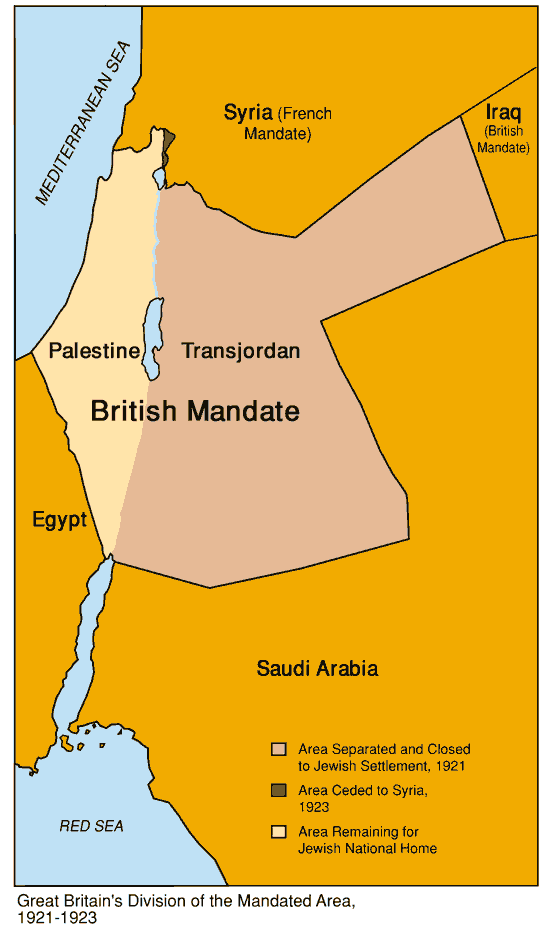 MEDITERRANEAN SEA
Syria (French
Mandate)
Iraq
(British
Mandate)
Palestine
Transjordan
British Mandate
Egypt
Saudi Arabia
Area Separated and Closed
to Jewish Settlement, 1921
Area Ceded to Syria,
1923
Area Remaining for
Jewish National Home
RED SEA
Great Britain's Division of the Mandated Area,
1921-1923